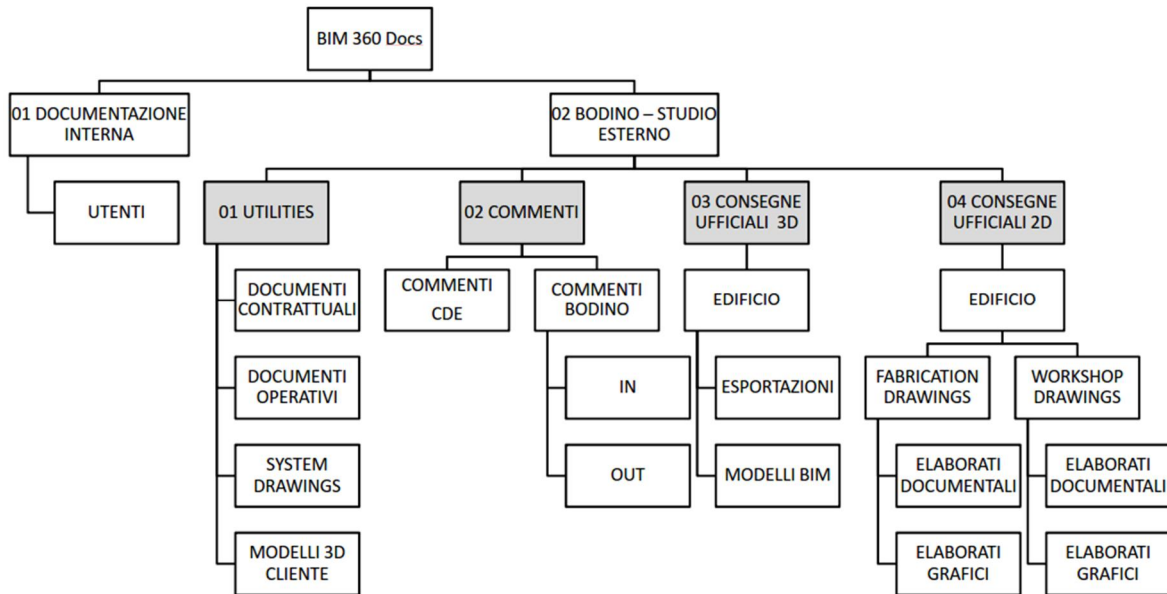 BIM 360 Docs
01 DOCUMENTAZIONE
INTERNA
02 BODINO – STUDIO
ESTERNO
UTENTI
01 UTILITIES
02 COMMENTI
03 CONSEGNE
UFFICIALI 3D
04 CONSEGNE
UFFICIALI 2D
DOCUMENTI
CONTRATTUALI
DOCUMENTI
OPERATIVI
SYSTEM
DRAWINGS
MODELLI 3D
CLIENTE
COMMENTI
CDE
COMMENTI
BODINO
IN
OUT
EDIFICIO
ESPORTAZIONI
MODELLI BIM
EDIFICIO
FABRICATION
DRAWINGS
ELABORATI
DOCUMENTALI
ELABORATI
GRAFICI
WORKSHOP
DRAWINGS
ELABORATI
DOCUMENTALI
ELABORATI
GRAFICI